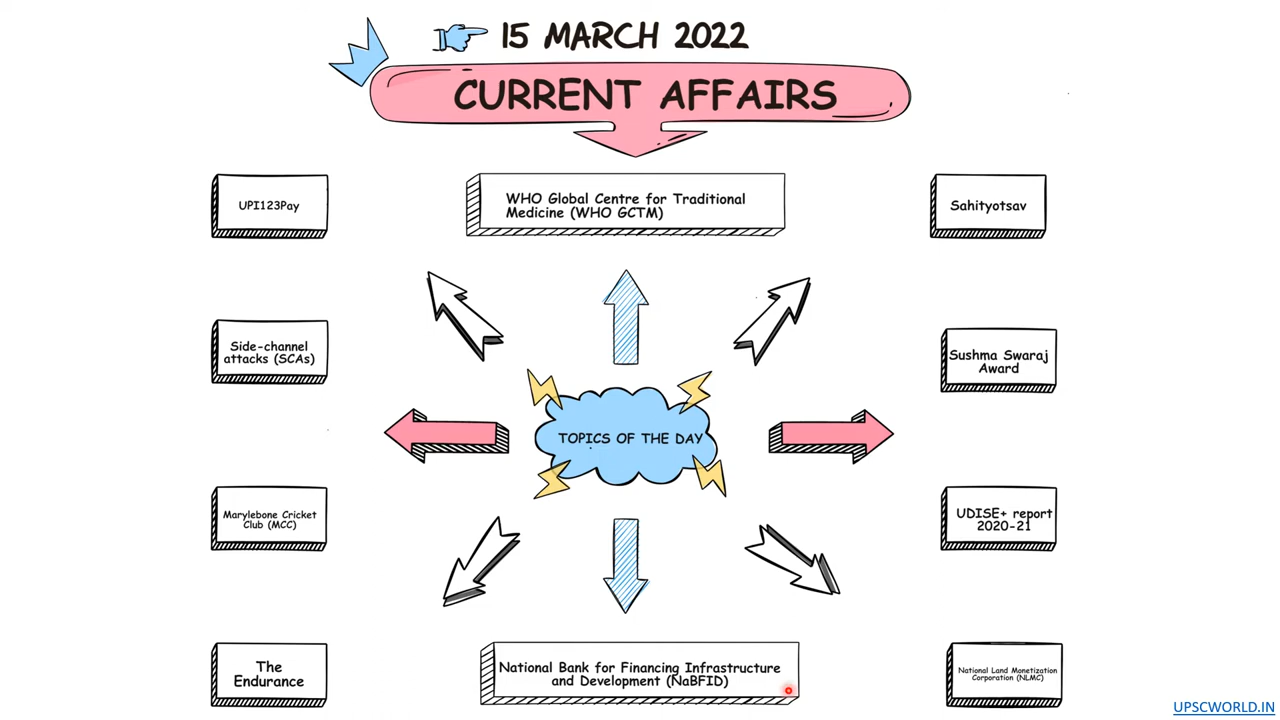 15 MARCH 2022
CURRENT AFFAIRS
UPI123Pay
WHO Global Centre for Traditional
Medicine (WHO GCTM)
Sahityotsav
Side-channel
attacks (SCAs)
Sushma Swaraj
Award
TOPICS OF THE DAY
Marylebone Cricket
Club (MCC)
UDISE+ report
2020-21
The
Endurance
National Bank for Financing Infrastructure
and Development (NaBFID)
National Land Monetization
Corporation (NLMC)
UPSCWORLD.IN